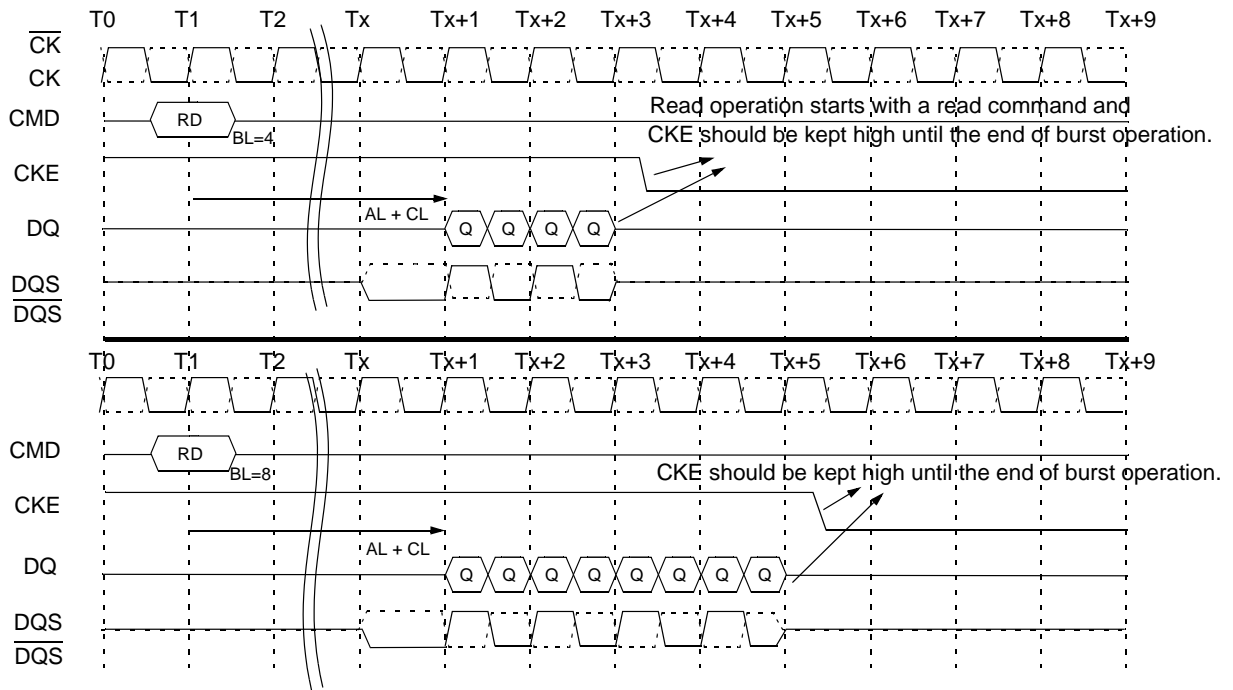 T0 T1 T2 Tx Tx+1 Tx+2 Tx+3 Tx+4 Tx+5 Tx+6 Tx+7 Tx+8 Tx+9
CK
CK
CMD RD BL=4
Read operation starts with a read command and
CKE should be kept high until the end of burst operation.
CKE
AL + CL
DQ Q Q Q Q
DQS
DQS
T0 T1 T2 Tx Tx+1 Tx+2 Tx+3 Tx+4 Tx+5 Tx+6 Tx+7 Tx+8 Tx+9
CMD RD BL=8
CKE should be kept high until the end of burst operation.
CKE
AL + CL
DQ Q Q Q Q Q Q Q Q
DQS
DQS